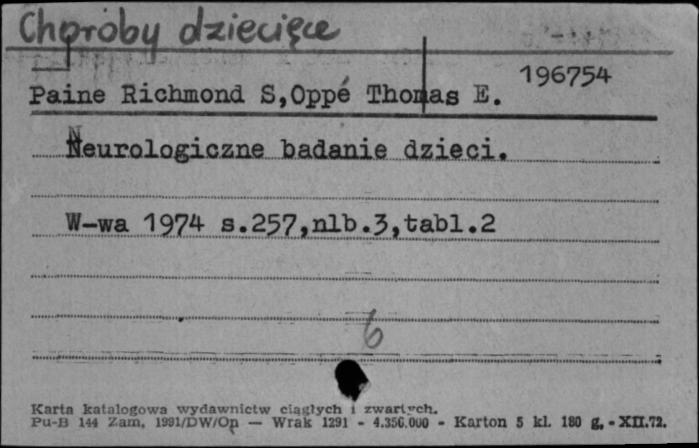 Choroby dziecięce
196754
Paine Richmond S,Oppé Thomas E.
Neurologiczne badanie dzieci.
W-wa 1974 s.257,nlb.3,tabl.2
6
Karta katalogowa wydawnictw ciągłych i zwartych.
Pu-B 144 Zam, 1991/DW/Op — Wrak 1291 - 4.356.000 - Karton 5 kl. 180 g. - XII.72.